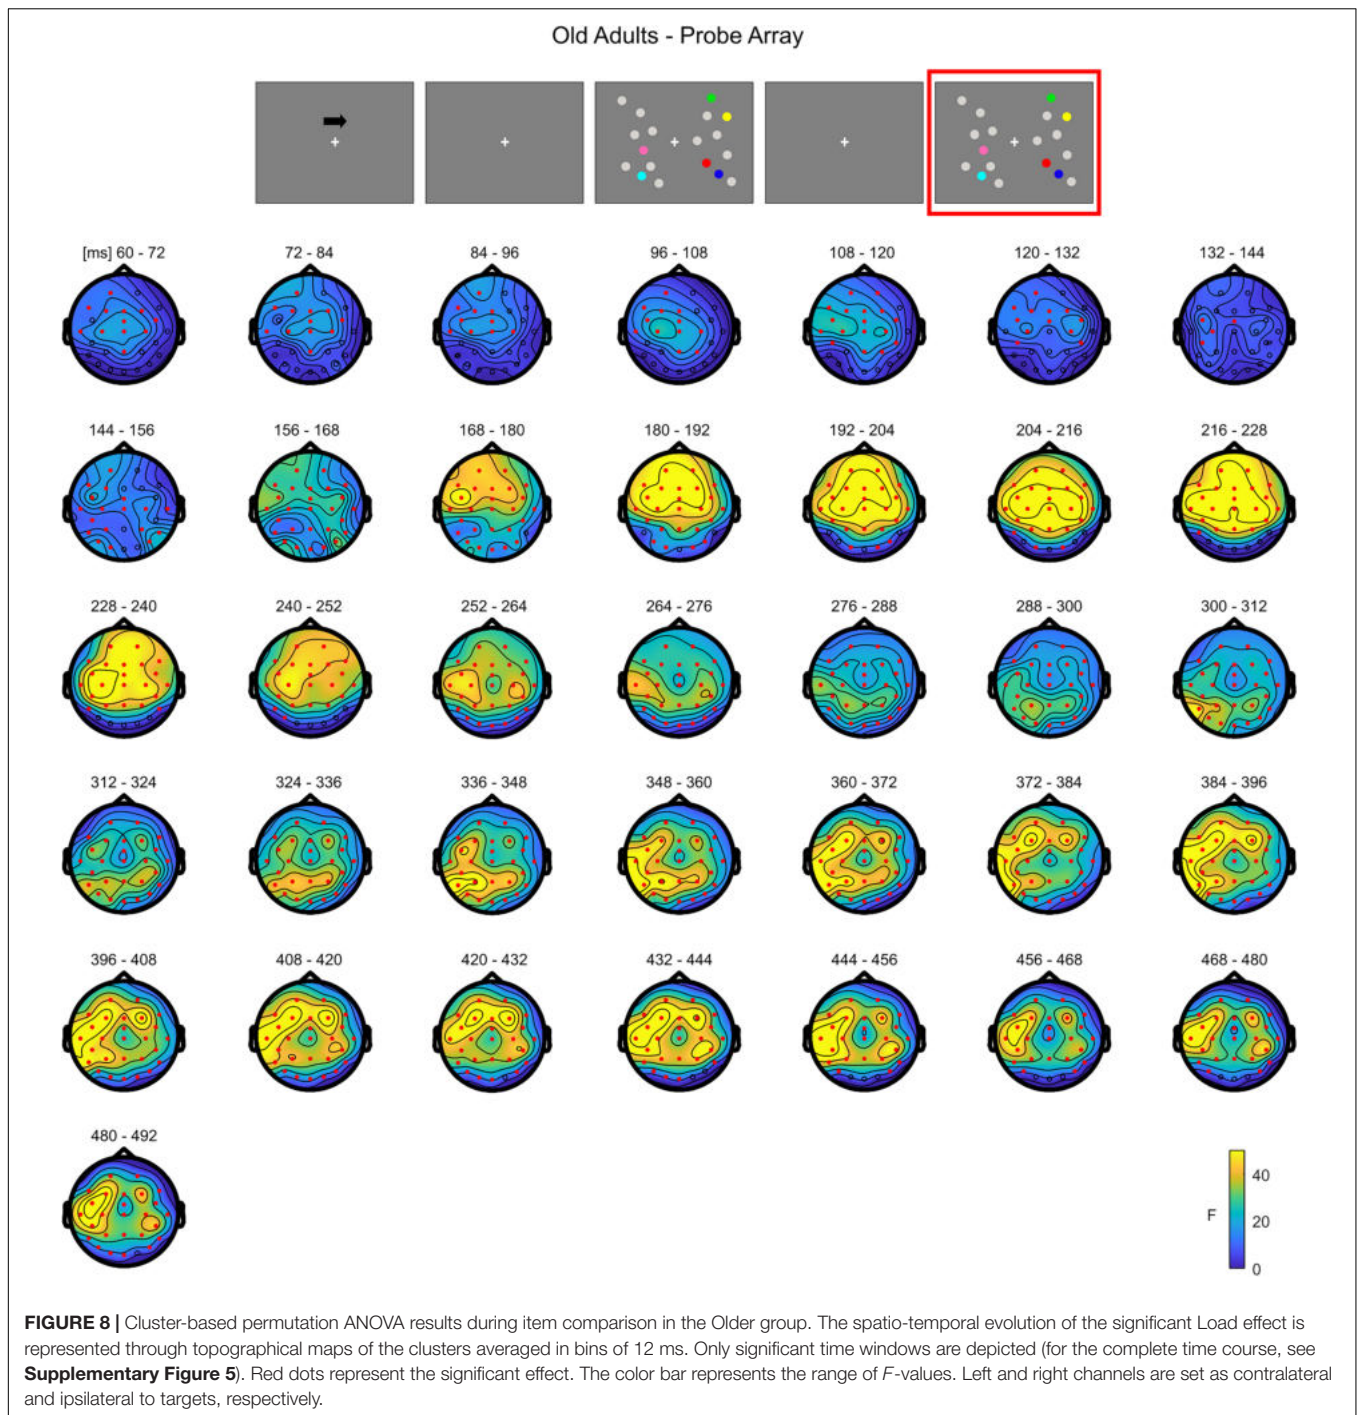 Old Adults - Probe Array
[ms] 60 - 72 72 - 84 84 - 96 96 - 108 108 - 120 120 - 132 132 - 144
144 - 156 156 - 168 168 - 180 180 - 192 192 - 204 204 - 216 216 - 228
228 - 240 240 - 252 252 - 264 264 - 276 276 - 288 288 - 300 300 - 312
312 - 324 324 - 336 336 - 348 348 - 360 360 - 372 372 - 384 384 - 396
396 - 408 408 - 420 420 - 432 432 - 444 444 - 456 456 - 468 468 - 480
480 - 492
40
F 20
0
FIGURE 8 | Cluster-based permutation ANOVA results during item comparison in the Older group. The spatio-temporal evolution of the significant Load effect is
represented through topographical maps of the clusters averaged in bins of 12 ms. Only significant time windows are depicted (for the complete time course, see
Supplementary Figure 5). Red dots represent the significant effect. The color bar represents the range of F-values. Left and right channels are set as contralateral
and ipsilateral to targets, respectively.